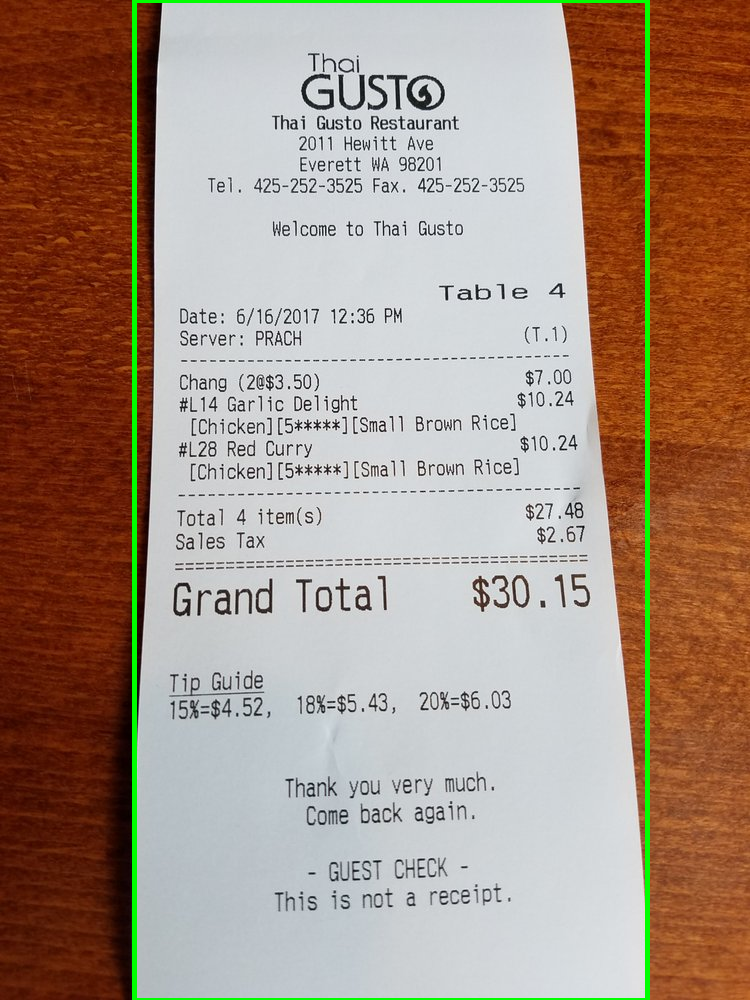 Thai
GUSTO
Thai Gusto Restaurant
2011 Hewitt Ave
Everett WA 98201
Tel. 425-252-3525 Fax. 425-252-3525
Welcome to Thai Gusto
Table 4
Date: 6/16/2017 12:36 PM
Server: PRACH (T.1)
--------------------------------------------
Chang (2@$3.50) $7.00
#L14 Garlic Delight $10.24
[Chicken][5*****][Small Brown Rice]
#L28 Red Curry $10.24
[Chicken][5*****][Small Brown Rice]
--------------------------------------------
Total 4 item(s) $27.48
Sales Tax $2.67
============================================
Grand Total $30.15
Tip Guide
15%=$4.52, 18%=$5.43, 20%=$6.03
Thank you very much.
Come back again.
- GUEST CHECK -
This is not a receipt.